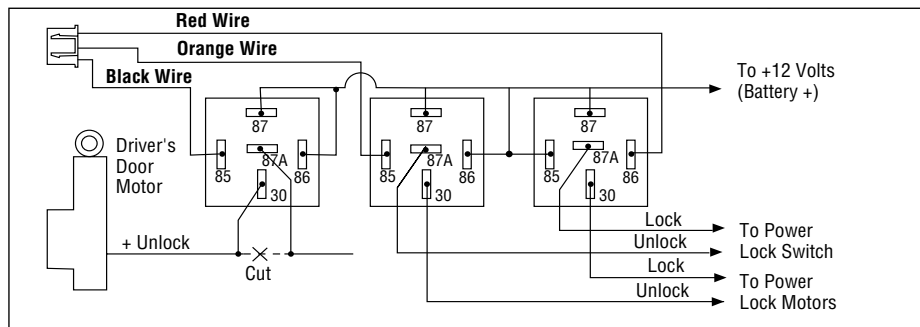 Red Wire
Orange Wire
Black Wire
To +12 Volts
(Battery +)
Driver's
Door
Motor
87
85
87A
86
30
87
85
87A
86
30
87
85
87A
86
30
+ Unlock
Cut
Lock
Unlock
To Power
Lock Switch
Lock
Unlock
To Power
Lock Motors